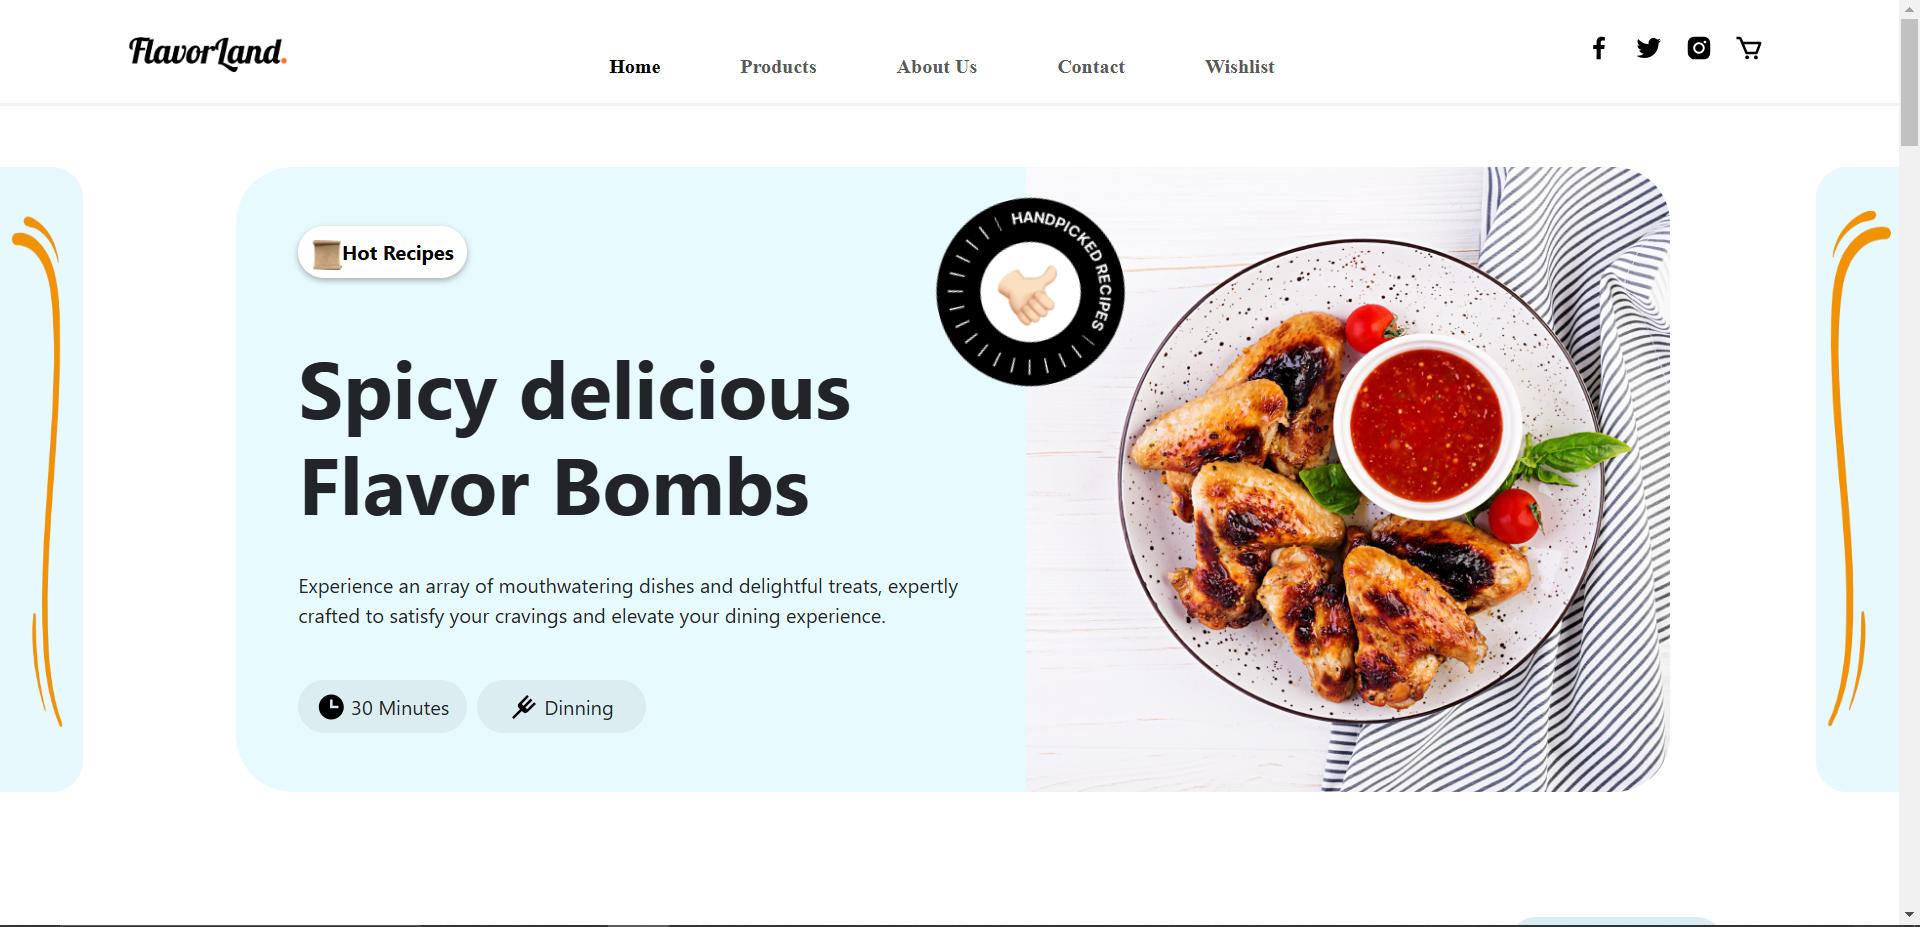 FlavorLand.
Home
Products
About Us
Contact
Wishlist
Hot Recipes
HANDPICKED RECIPES
Spicy delicious
Flavor Bombs
Experience an array of mouthwatering dishes and delightful treats, expertly
crafted to satisfy your cravings and elevate your dining experience.
30 Minutes
Dinning